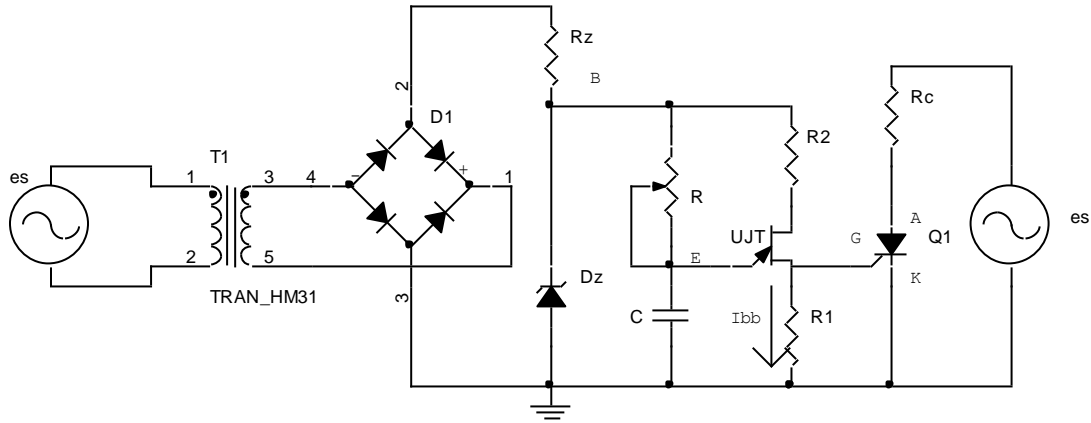 Rz
B
2
D1
Rc
R2
T1
es
1
3
4
-
+
1
R
A
es
UJT
G
Q1
2
5
E
K
Dz
TRAN_HM31
3
C
Ibb
R1